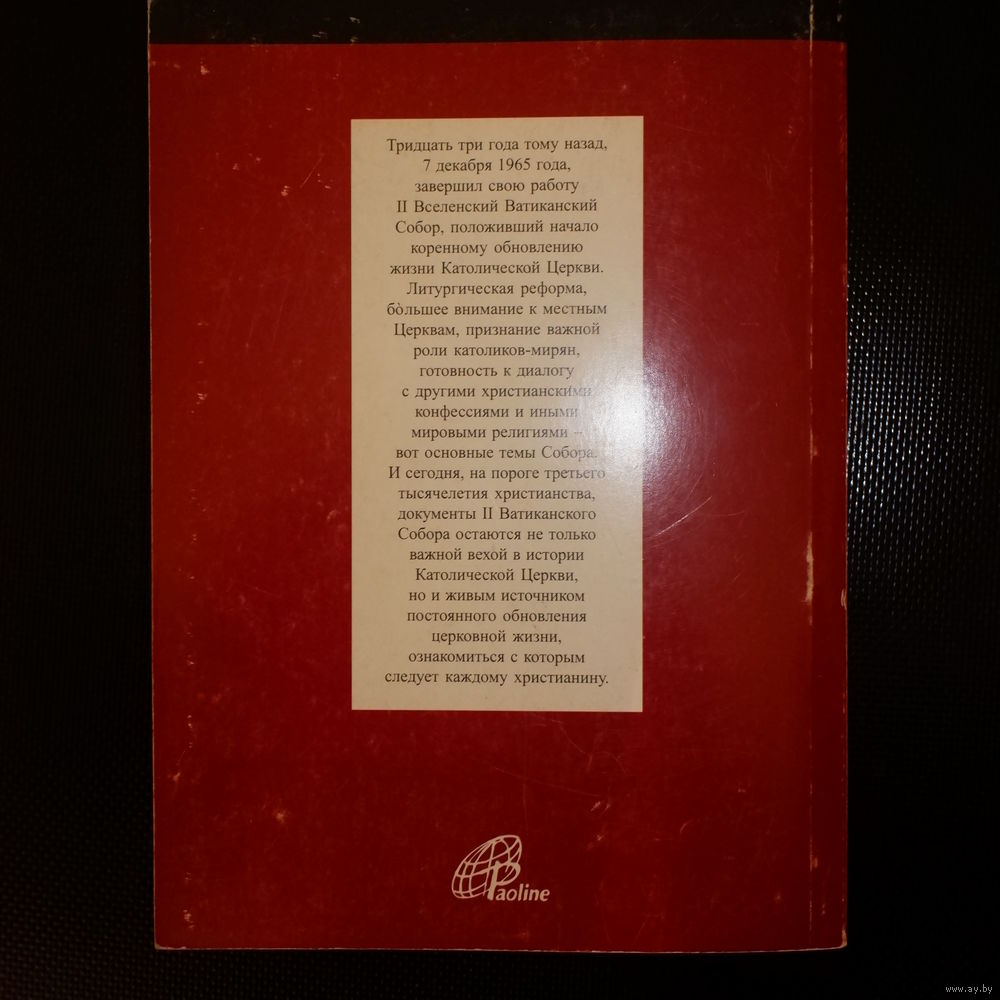 Тридцать три года тому назад,
7 декабря 1965 года,
завершил свою работу
II Вселенский Ватиканский
Собор, положивший начало
коренному обновлению
жизни Католической Церкви.
Литургическая реформа,
бо̀льшее внимание к местным
Церквам, признание важной
роли католиков-мирян,
готовность к диалогу
с другими христианскими
конфессиями и иными
мировыми религиями –
вот основные темы Собора.
И сегодня, на пороге третьего
тысячелетия христианства,
документы II Ватиканского
Собора остаются не только
важной вехой в истории
Католической Церкви,
но и живым источником
постоянного обновления
церковной жизни,
ознакомиться с которым
следует каждому христианину.
Paoline
www.ay.by